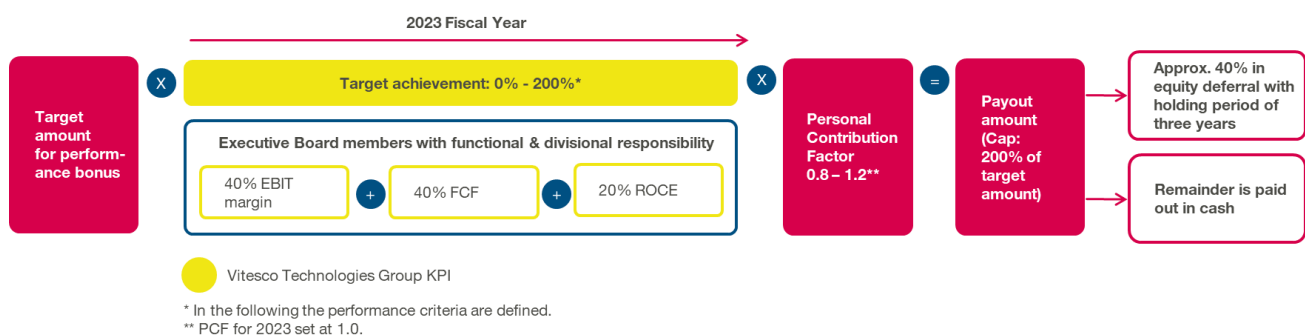 2023 Fiscal Year
Target
amount
for perform-
ance bonus
X
Target achievement: 0% - 200%*
Executive Board members with functional & divisional responsibility
40% EBIT
margin
+
40% FCF
+
20% ROCE
X
Personal
Contribution
Factor
0.8 – 1.2**
=
Payout
amount
(Cap:
200% of
target
amount)
Approx. 40% in
equity deferral with
holding period of
three years
Remainder is paid
out in cash
Vitesco Technologies Group KPI
* In the following the performance criteria are defined.
** PCF for 2023 set at 1.0.